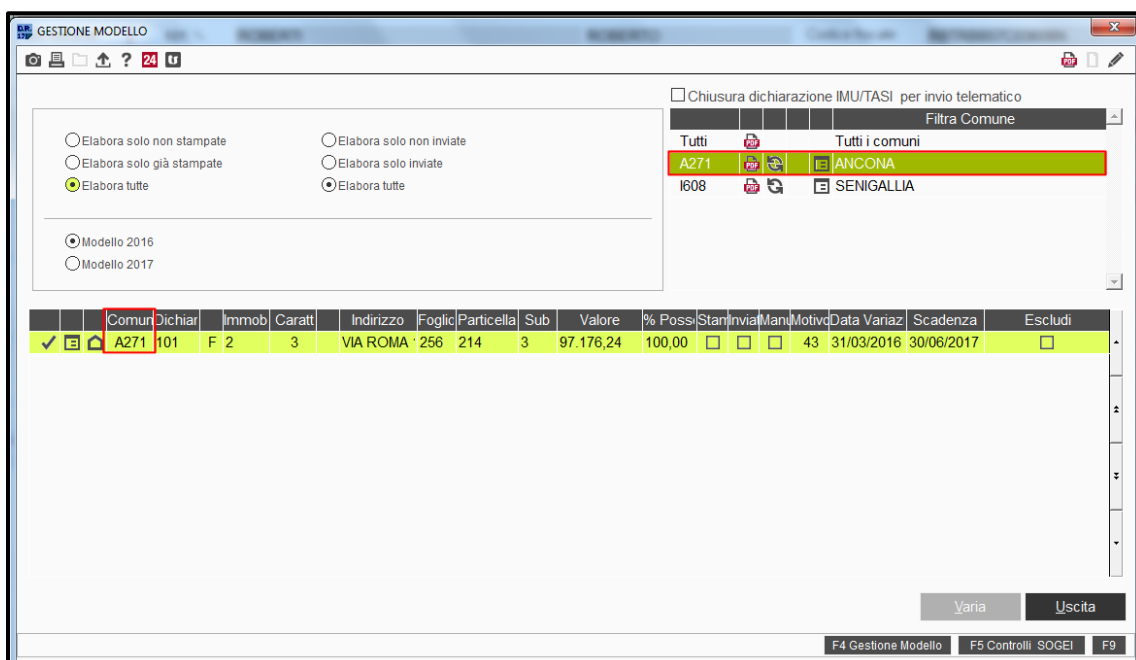 GESTIONE MODELLO
? 24
Chiusura dichiarazione IMU/TASI per invio telematico
Filtra Comune
Tutti Tutti i comuni
A271 ANCONA
I608 SENIGALLIA
Elabora solo non stampate Elabora solo non inviate
Elabora solo già stampate Elabora solo inviate
Elabora tutte Elabora tutte
Modello 2016
Modello 2017
Comun Dichiar Immob Caratt Indirizzo Foglic Particella Sub Valore % Posse Stam Inviat Manu Motivo Data Variaz Scadenza Escludi
A271 101 F 2 3 VIA ROMA 256 214 3 97.176,24 100,00 43 31/03/2016 30/06/2017
Varia Uscita
F4 Gestione Modello F5 Controlli SOGEI F9